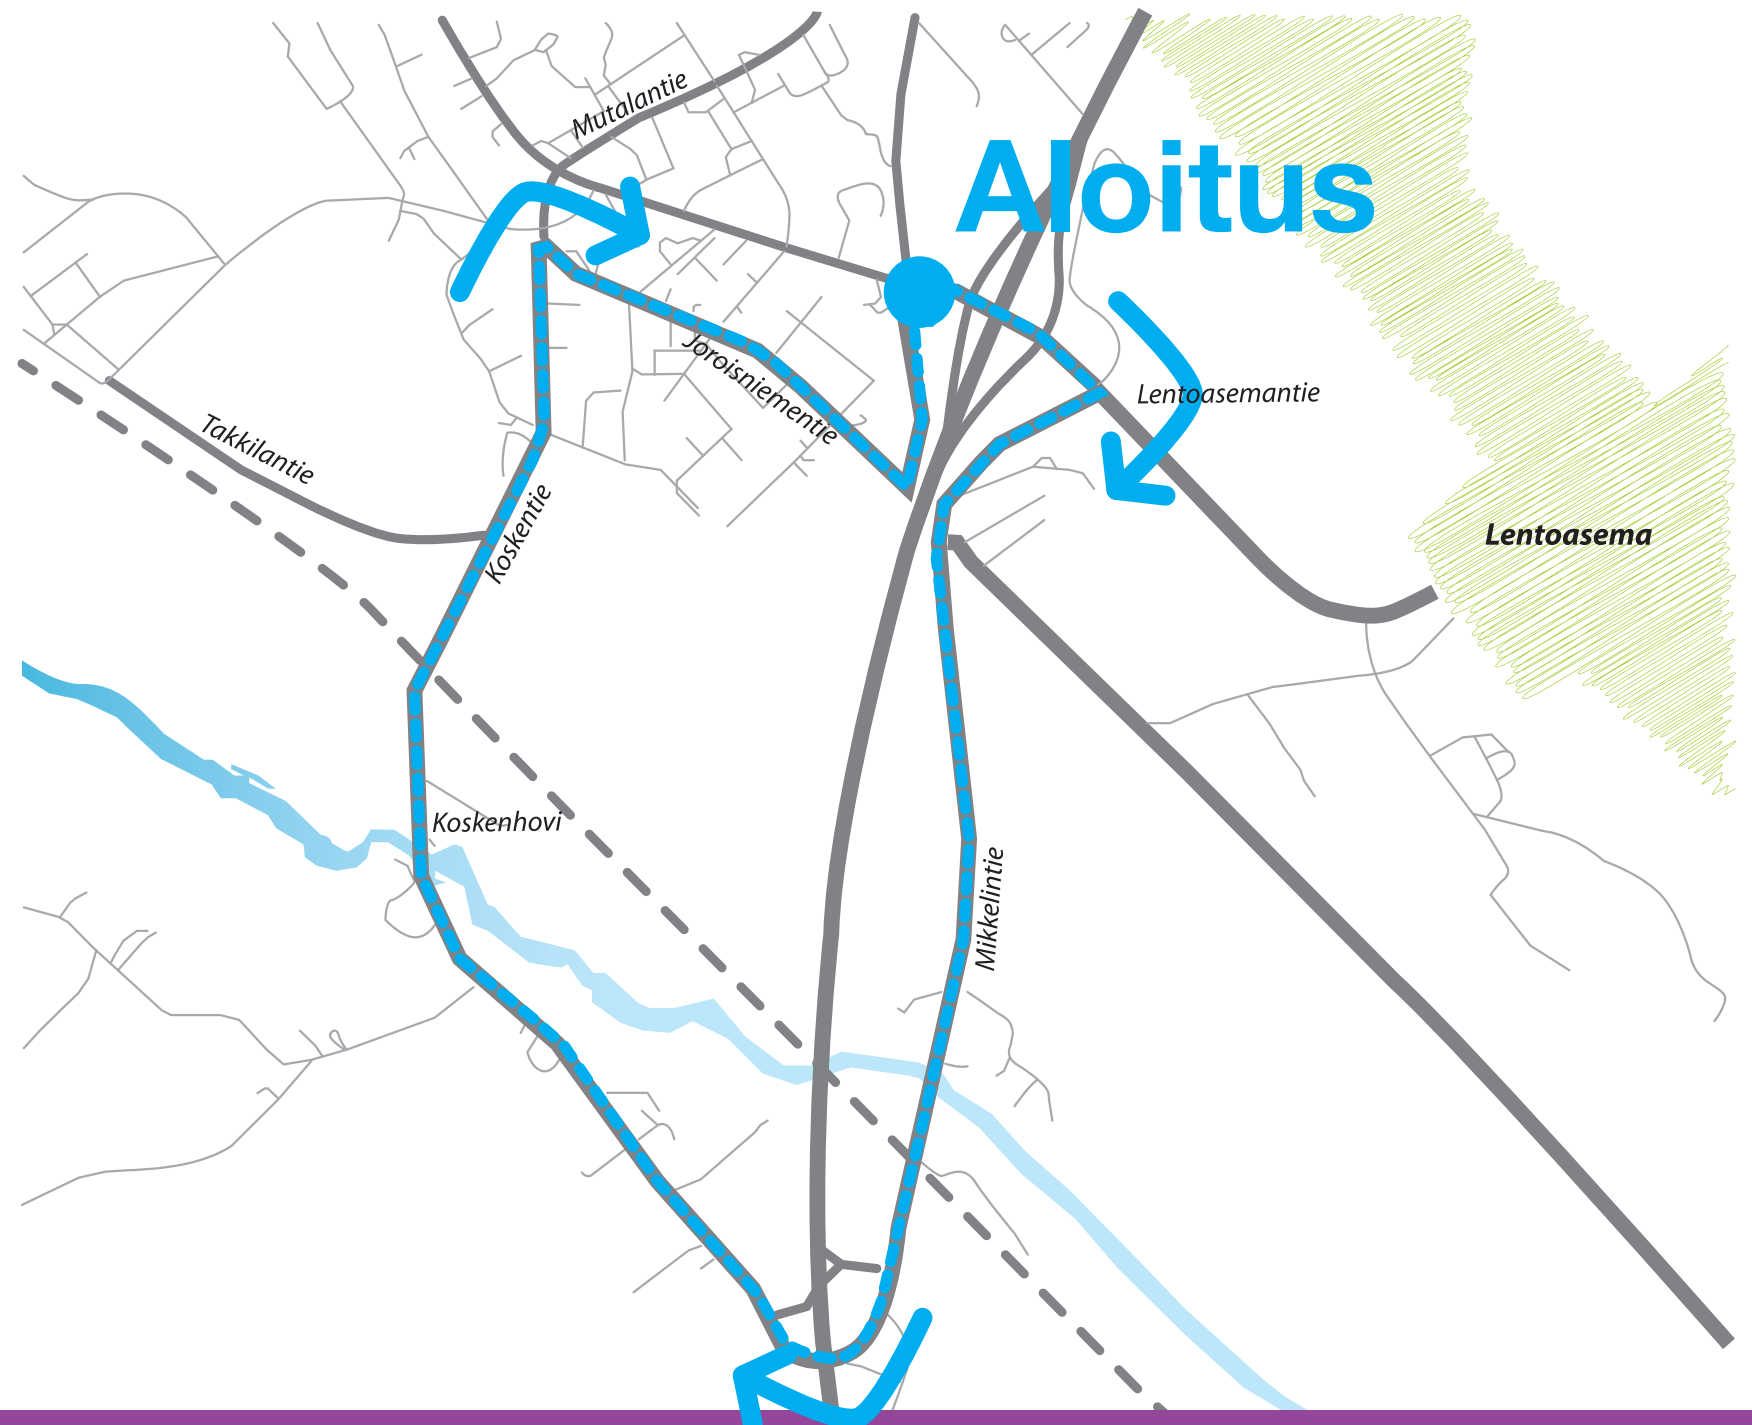 Mutalantie
Aloitus
Joroisniementie
Lentoasemantie
Takkilantie
Koskentie
Lentoasema
Koskenhovi
Mikkelintie